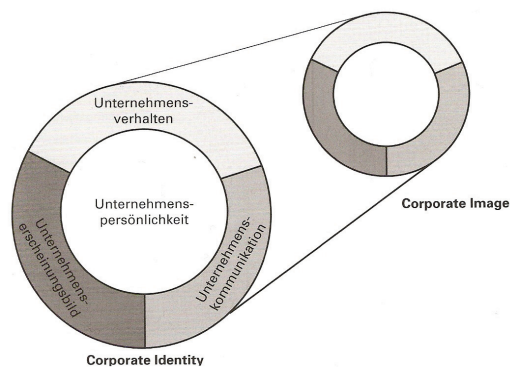 Unternehmens-
verhalten
Unternehmens-
persönlichkeit
Unternehmens-
erscheinungsbild
Unternehmens-
kommunikation
Corporate Image
Corporate Identity